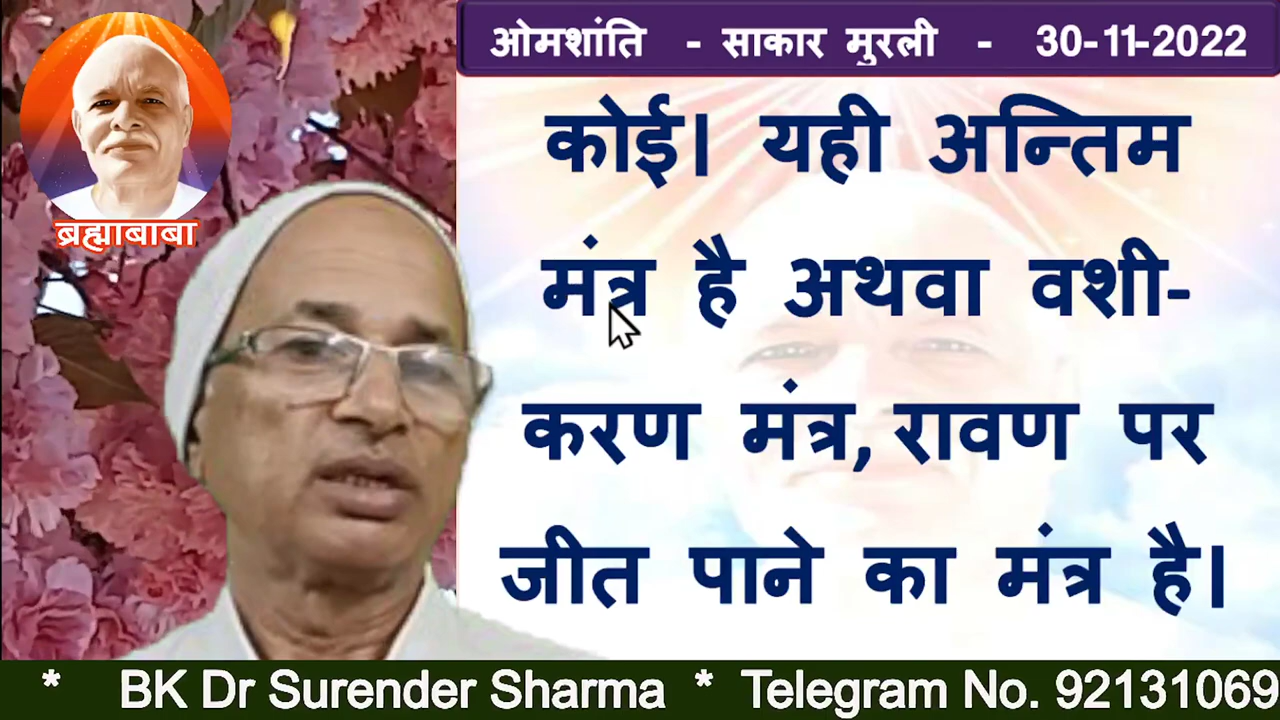 ओमशांति - साकार मुरली - 30-11-2022
ब्रह्माबाबा
कोई। यही अन्तिम
मंत्र है अथवा वशी-
करण मंत्र, रावण पर
जीत पाने का मंत्र है।
* BK Dr Surender Sharma * Telegram No. 92131069